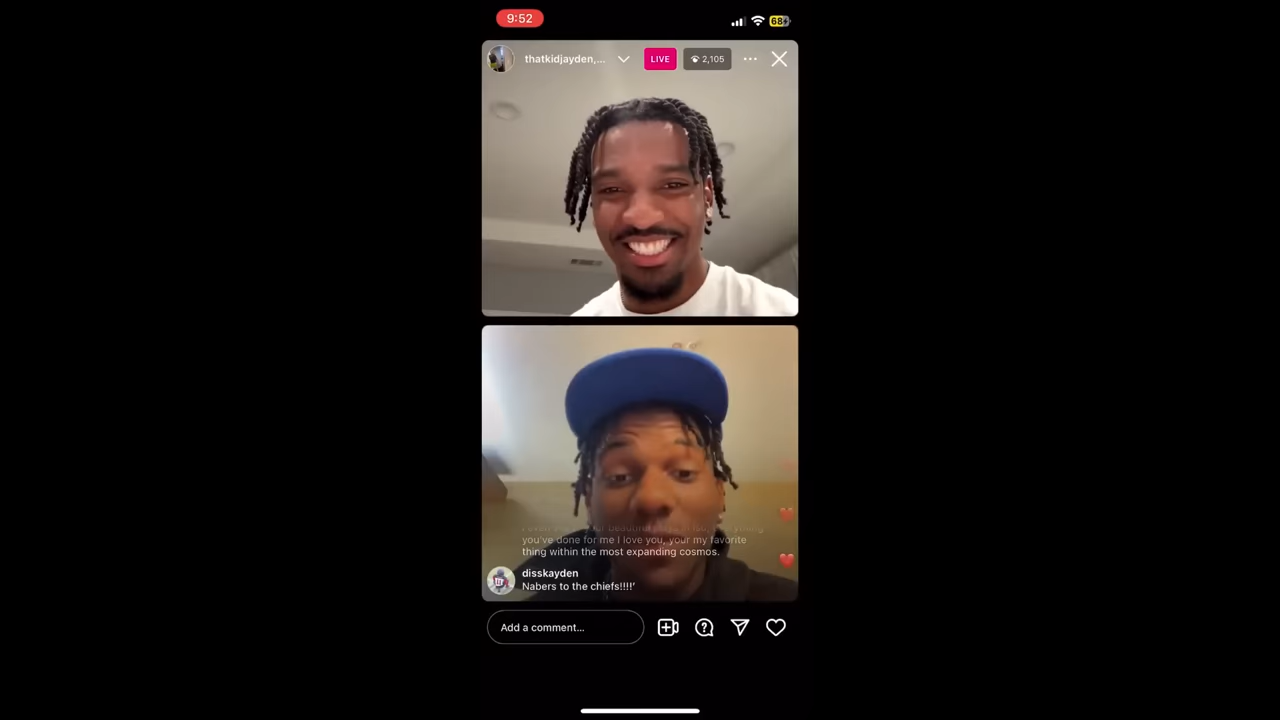 9:52
68
thatkidjayden,...
LIVE
2,105
you've done for me I love you, your my favorite
thing within the most expanding cosmos.
disskayden
Nabers to the chiefs!!!!'
Add a comment...